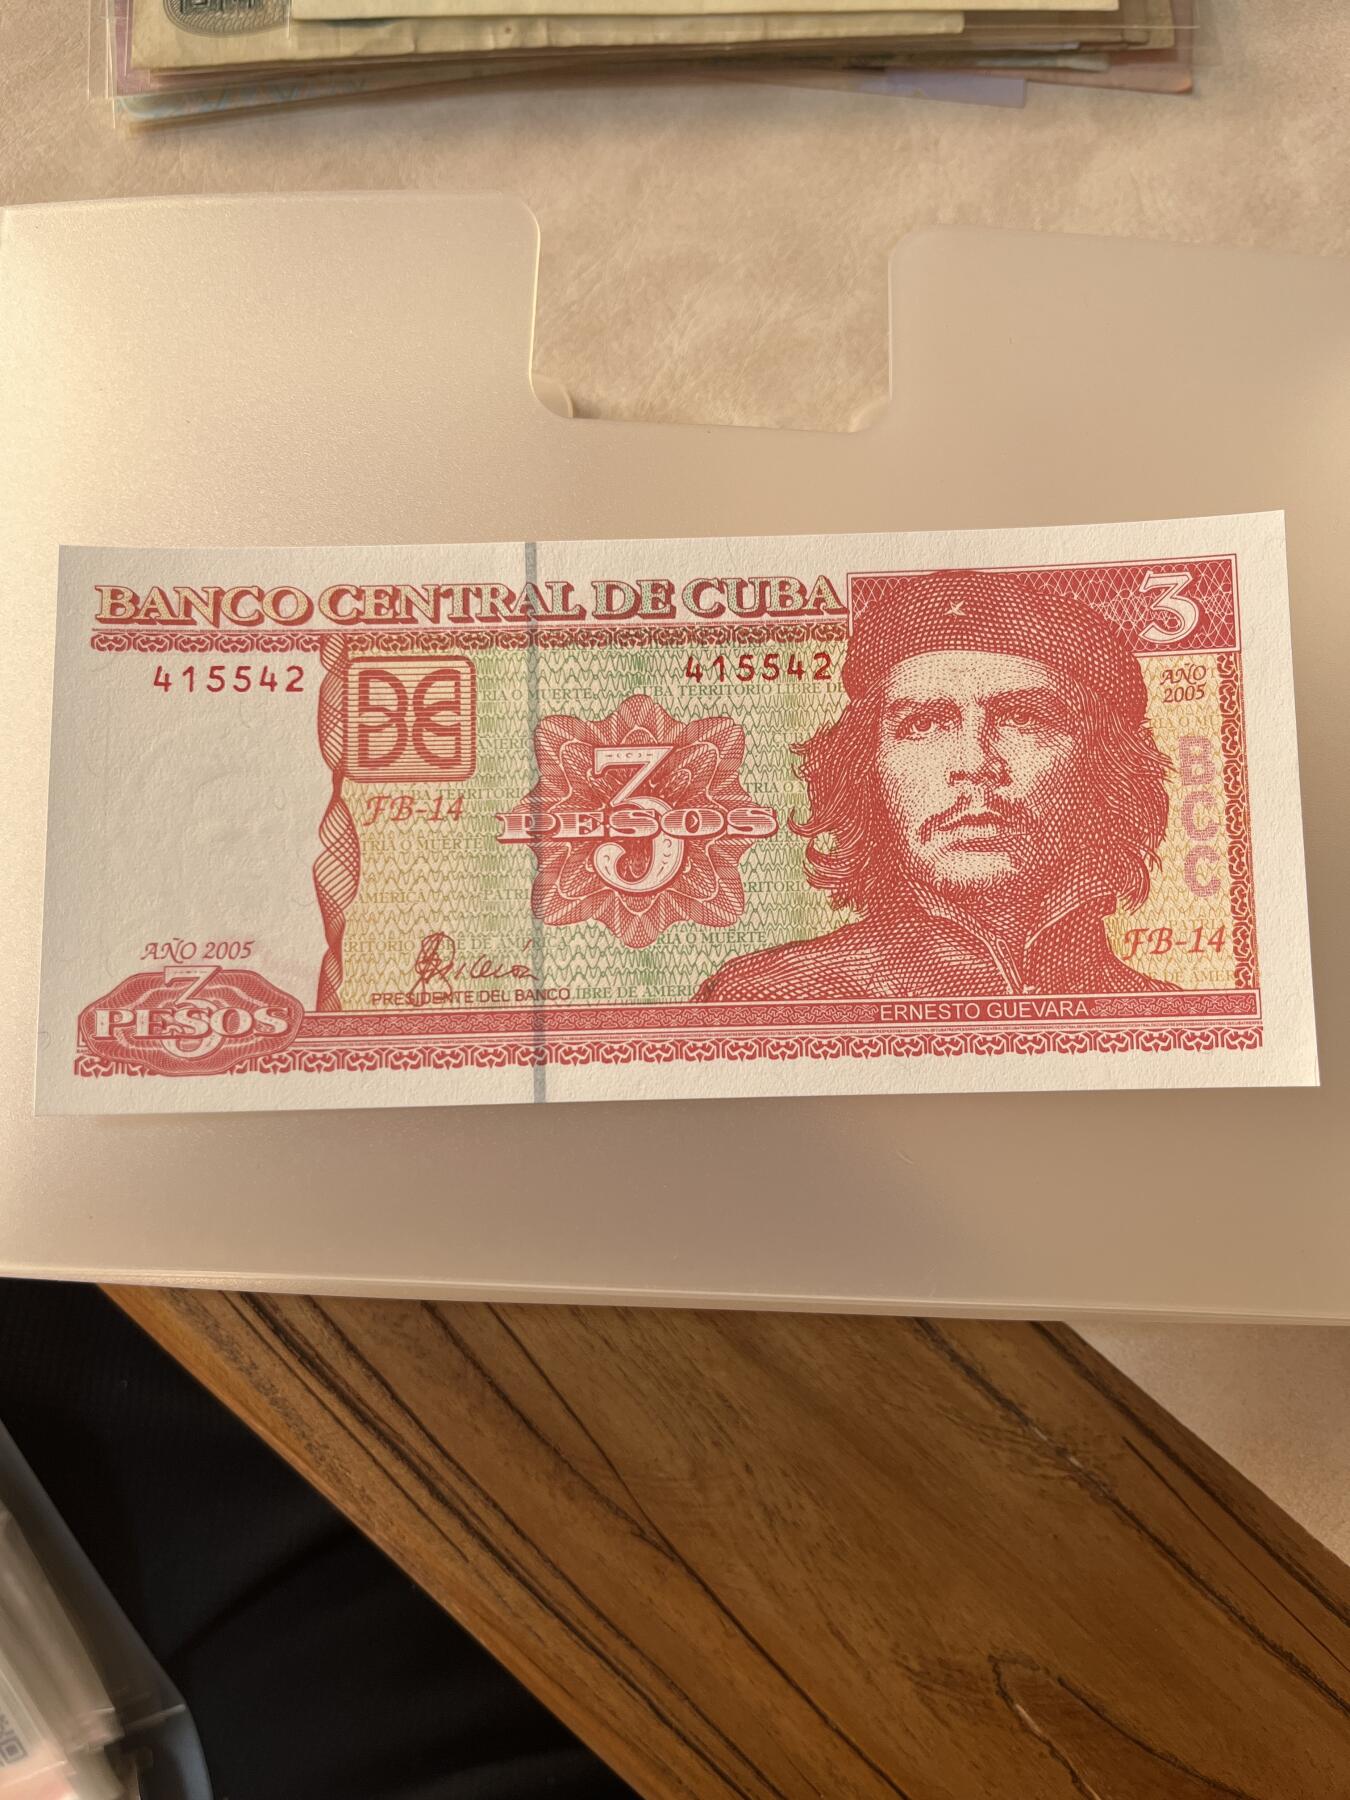 BANCO CENTRAL DE CUBA
3
415542
415542
AÑO
2005
BCC
FB-14
3
PESOS
AÑO 2005
3
PESOS
PRESIDENTE DEL BANCO
FB-14
ERNESTO GUEVARA